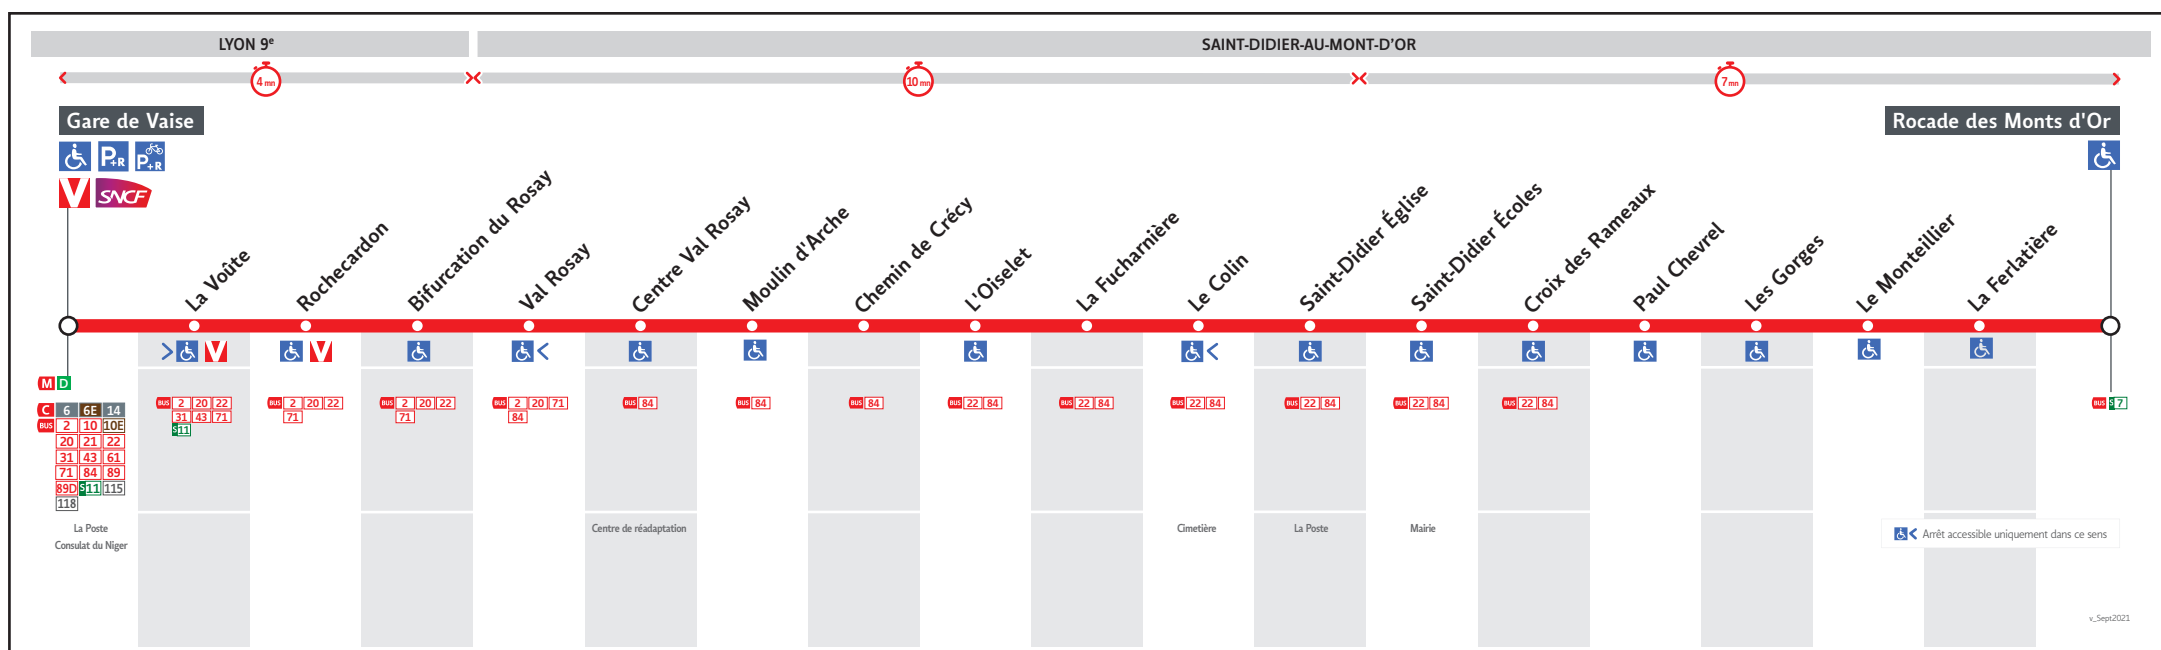 LYON 9e
SAINT-DIDIER-AU-MONT-D'OR
4 mn
10 mn
7 mn
Gare de Vaise
Rocade des Monts d'Or
P+R
P+R
V
SNCF
La Voûte
Rochecardon
Bifurcation du Rosay
Val Rosay
Centre Val Rosay
Moulin d'Arche
Chemin de Crécy
L'Oiselet
La Fucharnière
Le Colin
Saint-Didier Église
Saint-Didier Écoles
Croix des Rameaux
Paul Chevrel
Les Gorges
Le Monteillier
La Ferlatière
V
V
M D
C 6 6E 14
BUS 2 10 10E
20 21 22
31 43 61
71 84 89
89D S11 115
118
BUS 2 20 22
31 43 71
S11
BUS 2 20 22
71
BUS 2 20 22
71
BUS 2 20 71
84
BUS 84
BUS 84
BUS 84
BUS 22 84
BUS 22 84
BUS 22 84
BUS 22 84
BUS 22 84
BUS 22 84
BUS S7
La Poste
Consulat du Niger
Centre de réadaptation
Cimetière
La Poste
Mairie
Arrêt accessible uniquement dans ce sens
v_Sept2021